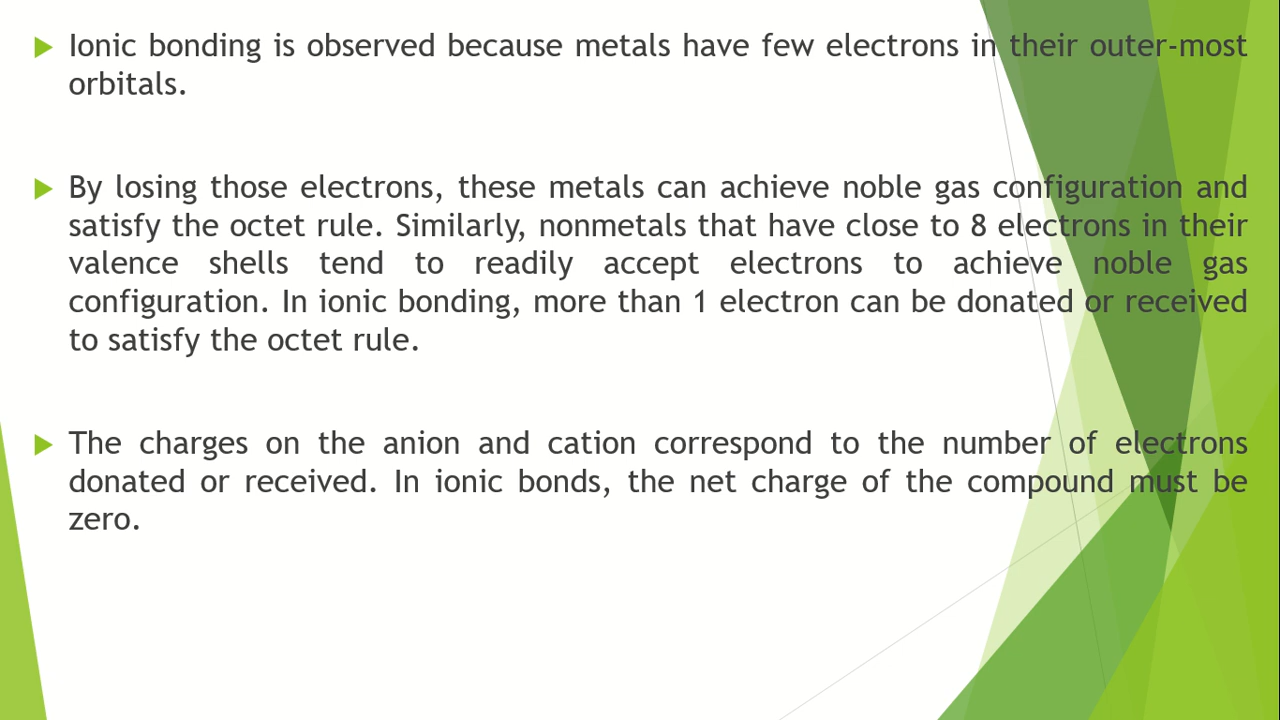 Ionic bonding is observed because metals have few electrons in their outer-most
orbitals.
By losing those electrons, these metals can achieve noble gas configuration and
satisfy the octet rule. Similarly, nonmetals that have close to 8 electrons in their
valence shells tend to readily accept electrons to achieve noble gas
configuration. In ionic bonding, more than 1 electron can be donated or received
to satisfy the octet rule.
The charges on the anion and cation correspond to the number of electrons
donated or received. In ionic bonds, the net charge of the compound must be
zero.